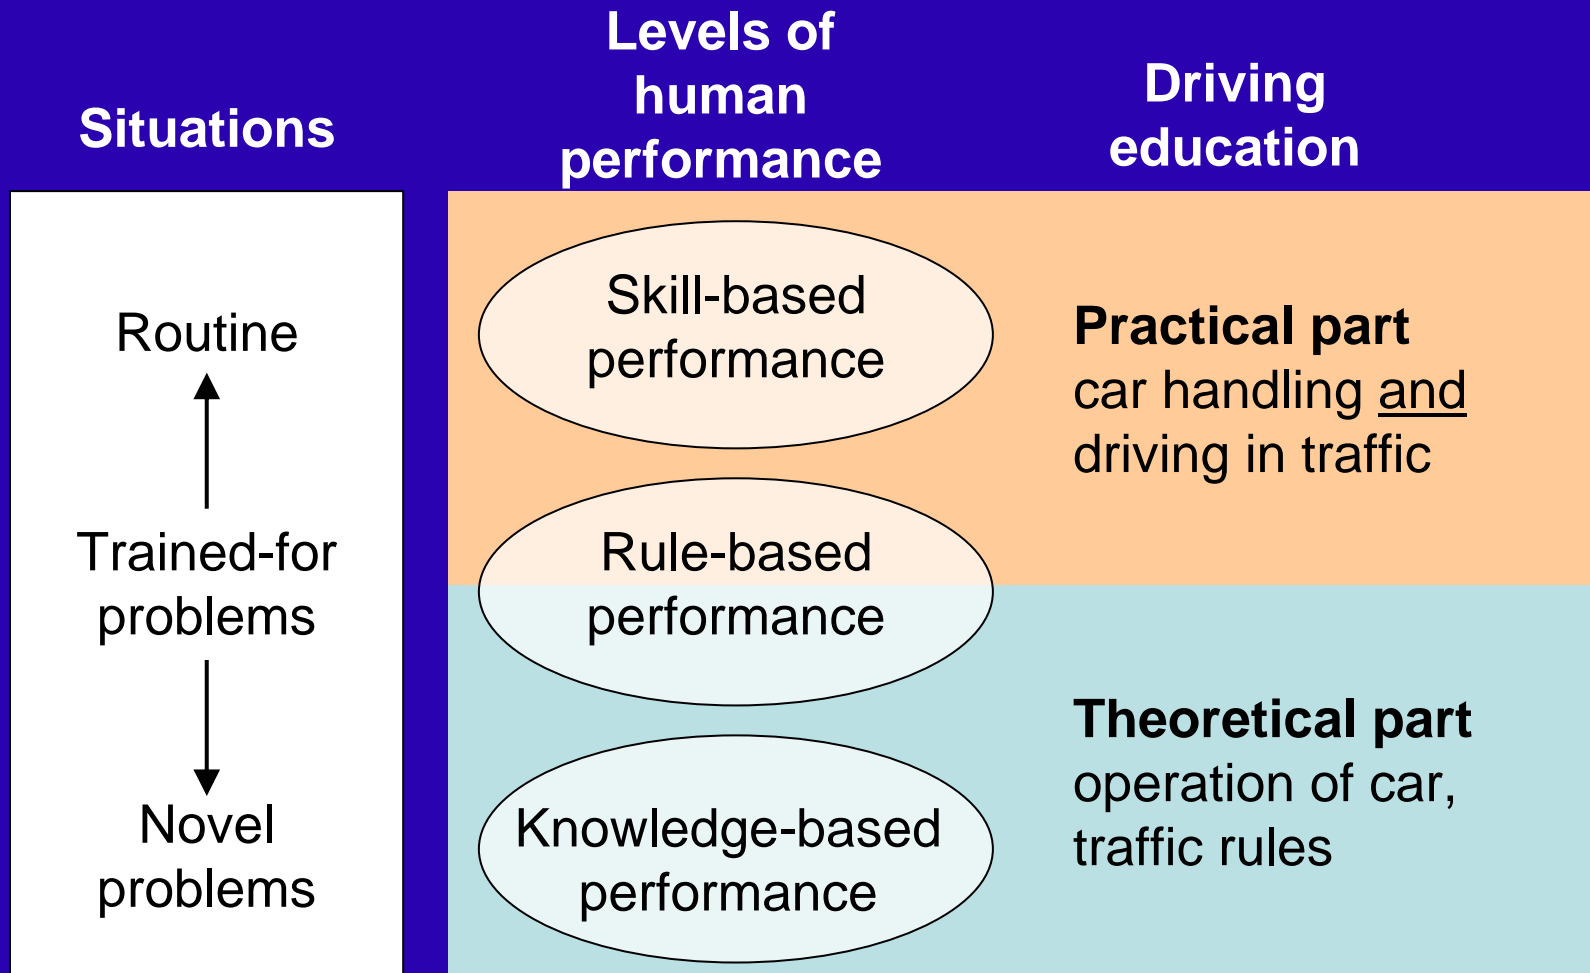 Situations
Levels of
human
performance
Driving
education
Routine
Trained-for
problems
Novel
problems
Skill-based
performance
Rule-based
performance
Knowledge-based
performance
Practical part
car handling and
driving in traffic
Theoretical part
operation of car,
traffic rules